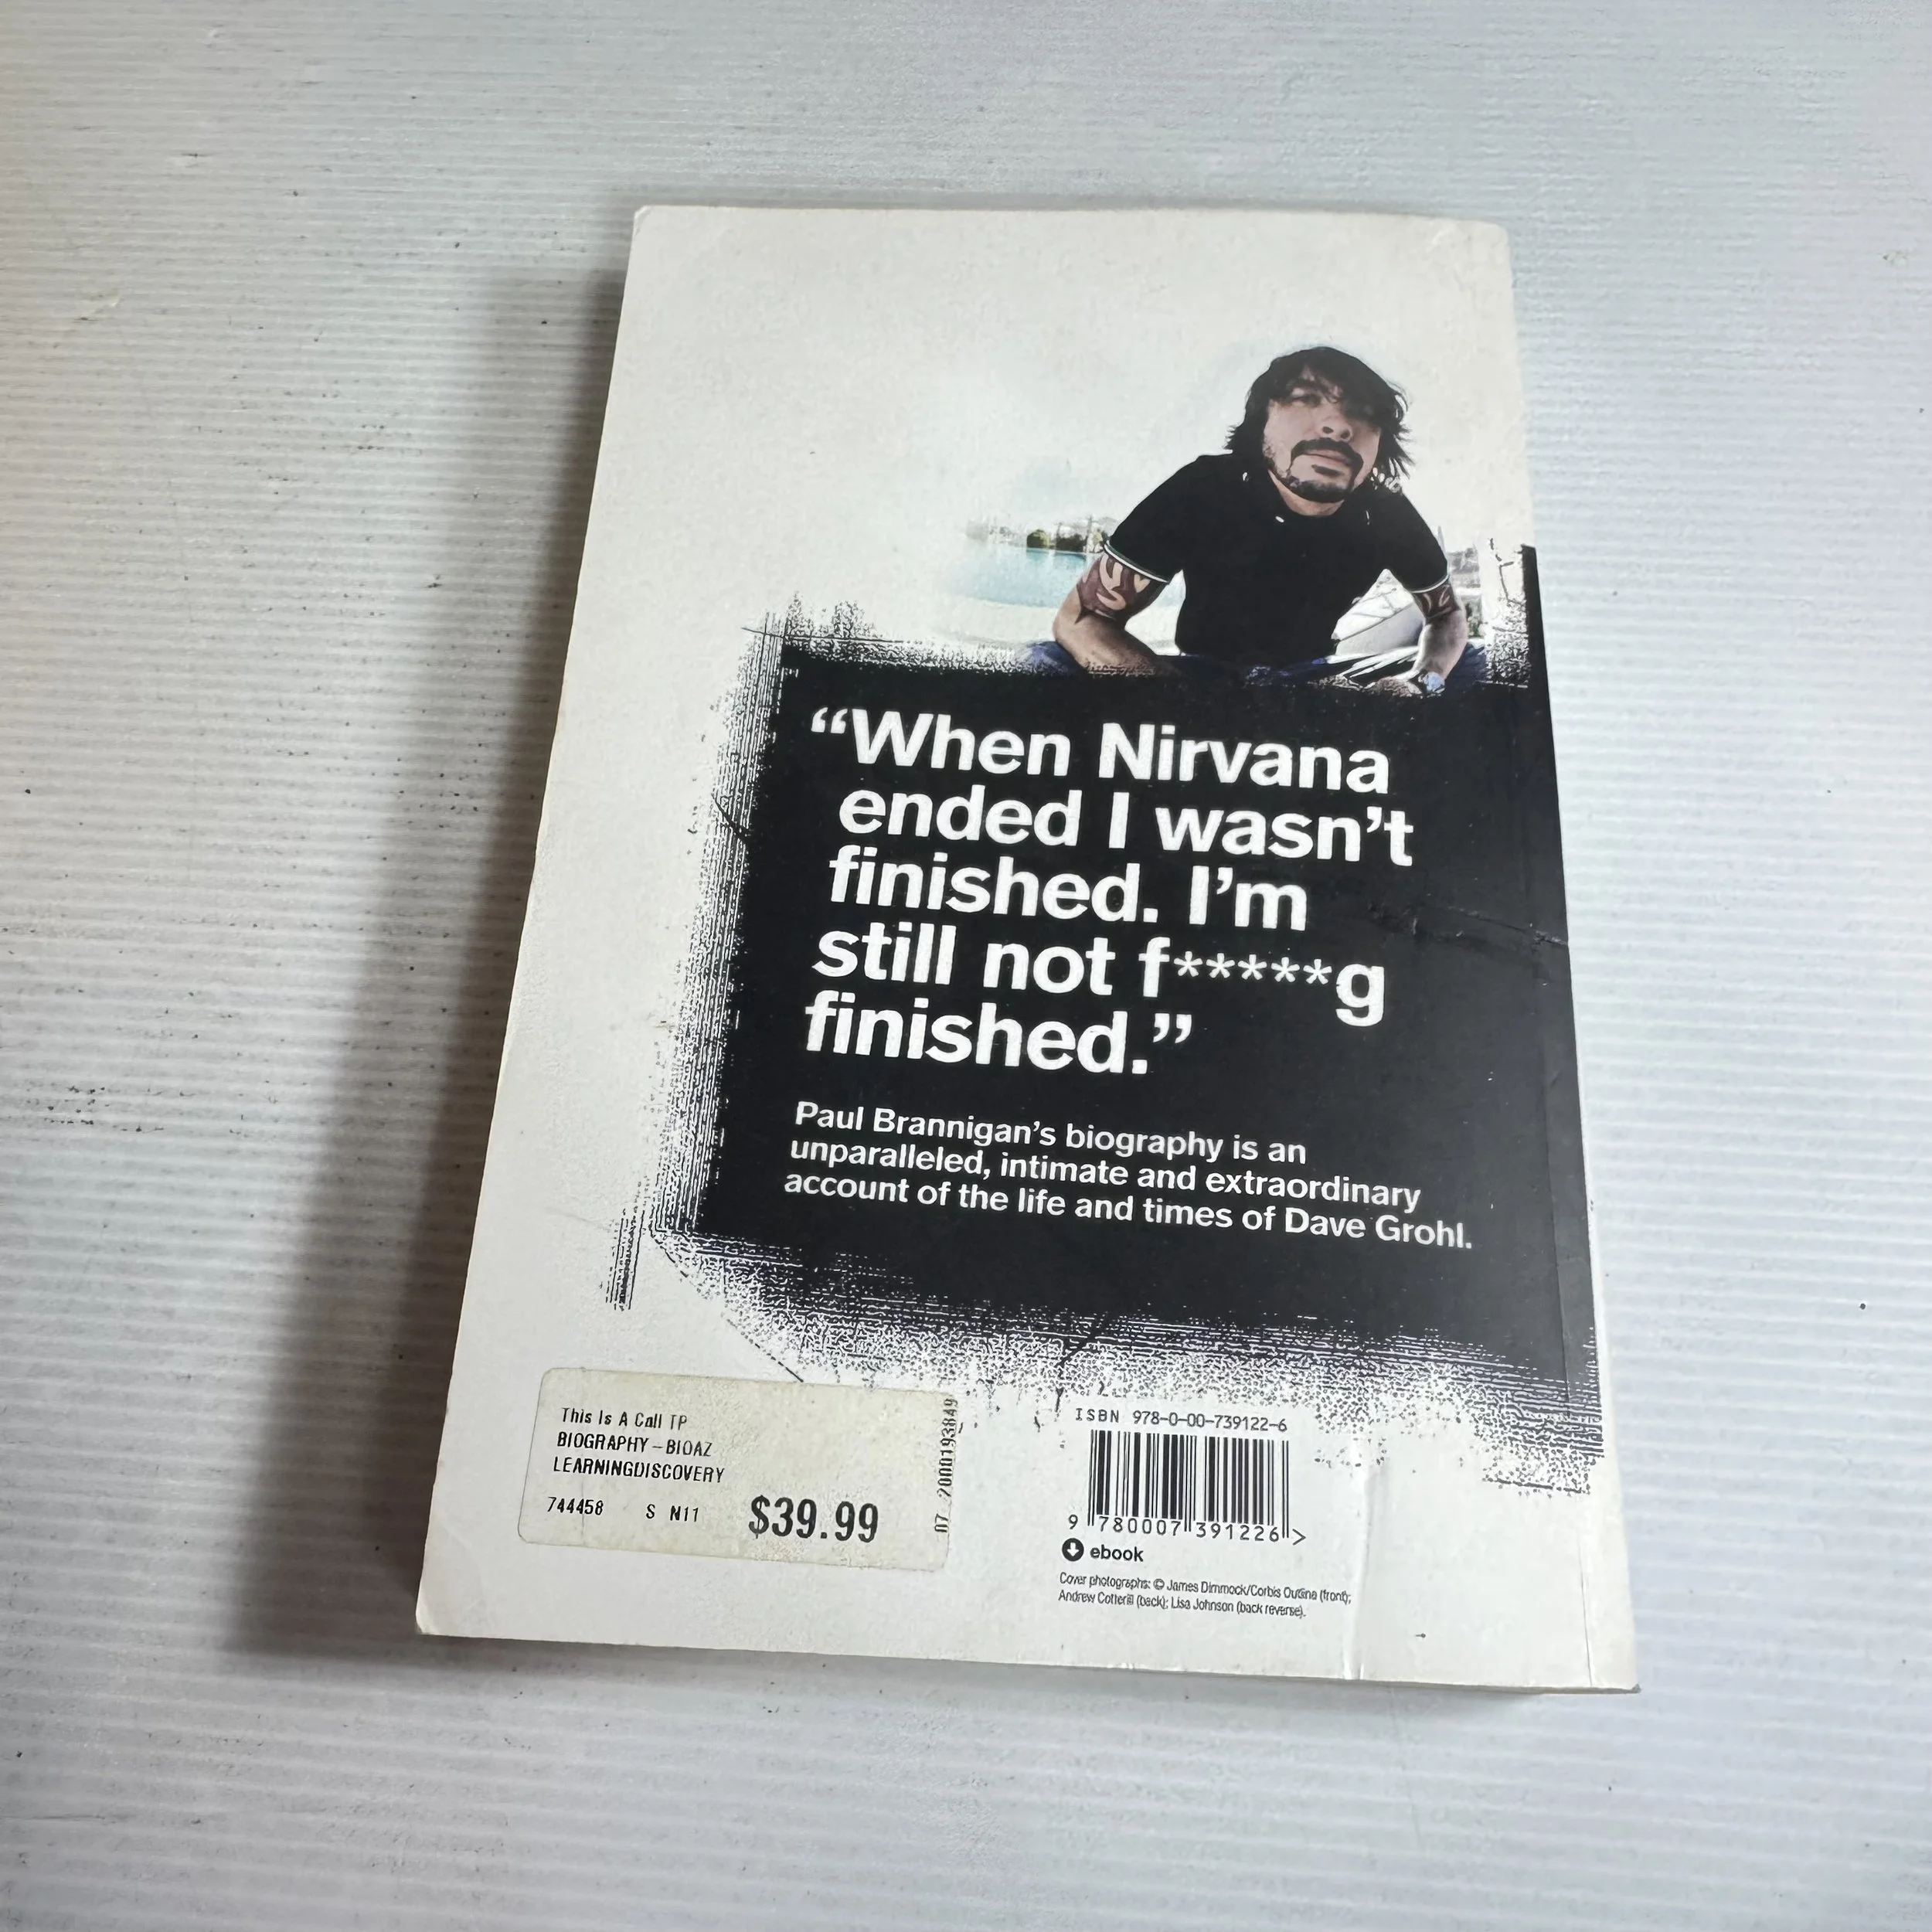 “When Nirvana
ended I wasn’t
finished. I’m
still not f*****g
finished.”
Paul Brannigan’s biography is an
unparalleled, intimate and extraordinary
account of the life and times of Dave Grohl.
This Is A Call TP
BIOGRAPHY – BIOAZ
LEARNINGDISCOVERY
744458 S N11 $39.99
07 2000193849
ISBN 978-0-00-739122-6
9 780007 391226 >
ebook
Cover photographs: © James Dimmock/Corbis Outline (front);
Andrew Cotterill (back); Lisa Johnson (back reverse).